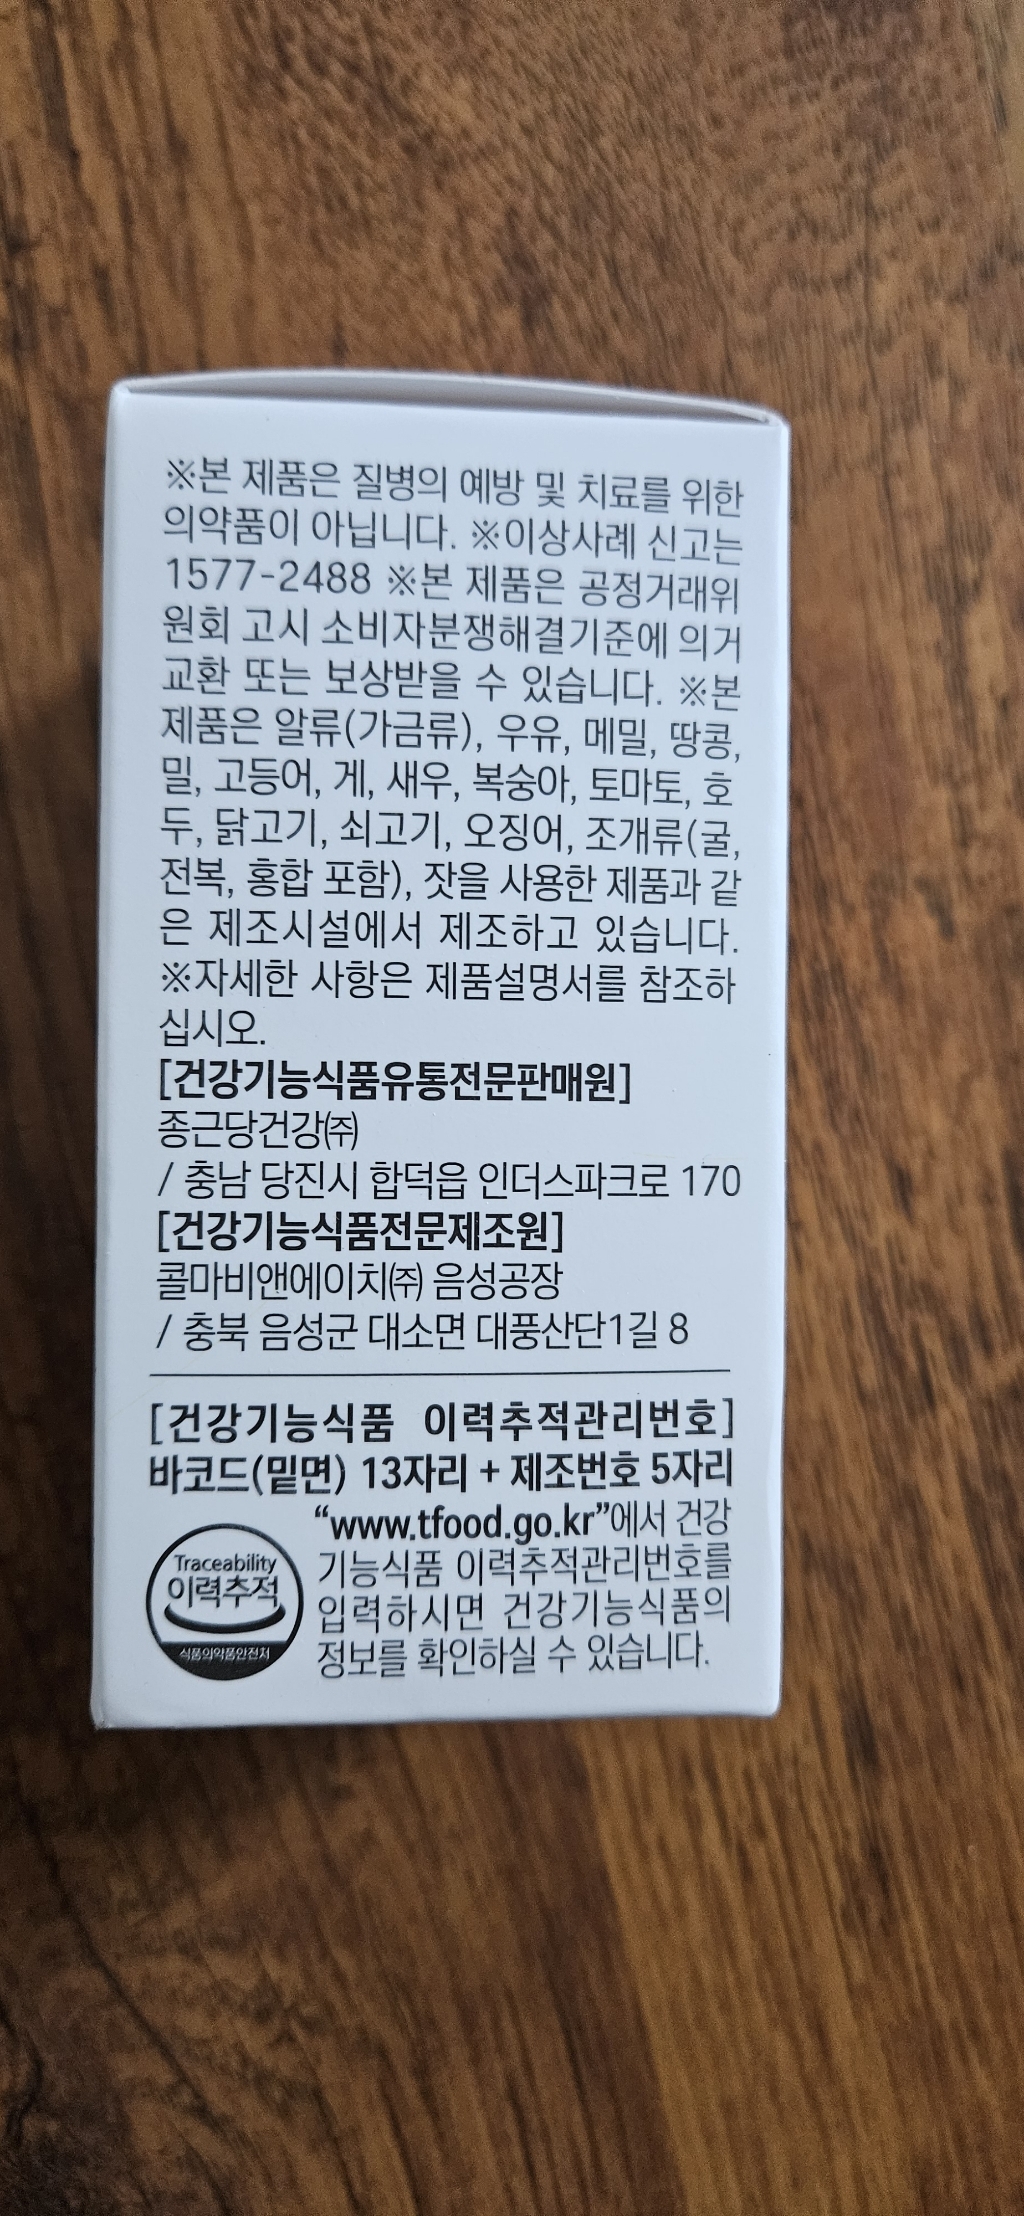 ※본 제품은 질병의 예방 및 치료를 위한
의약품이 아닙니다. ※이상사례 신고는
1577-2488 ※본 제품은 공정거래위
원회 고시 소비자분쟁해결기준에 의거
교환 또는 보상받을 수 있습니다. ※본
제품은 알류(가금류), 우유, 메밀, 땅콩,
밀, 고등어, 게, 새우, 복숭아, 토마토, 호
두, 닭고기, 쇠고기, 오징어, 조개류(굴,
전복, 홍합 포함), 잣을 사용한 제품과 같
은 제조시설에서 제조하고 있습니다.
※자세한 사항은 제품설명서를 참조하
십시오.
[건강기능식품유통전문판매원]
종근당건강㈜
/ 충남 당진시 합덕읍 인더스파크로 170
[건강기능식품전문제조원]
콜마비앤에이치㈜ 음성공장
/ 충북 음성군 대소면 대풍산단1길 8
[건강기능식품 이력추적관리번호]
바코드(밑면) 13자리 + 제조번호 5자리
“www.tfood.go.kr”에서 건강
기능식품 이력추적관리번호를
입력하시면 건강기능식품의
정보를 확인하실 수 있습니다.
Traceability
이력추적
식품의약품안전처